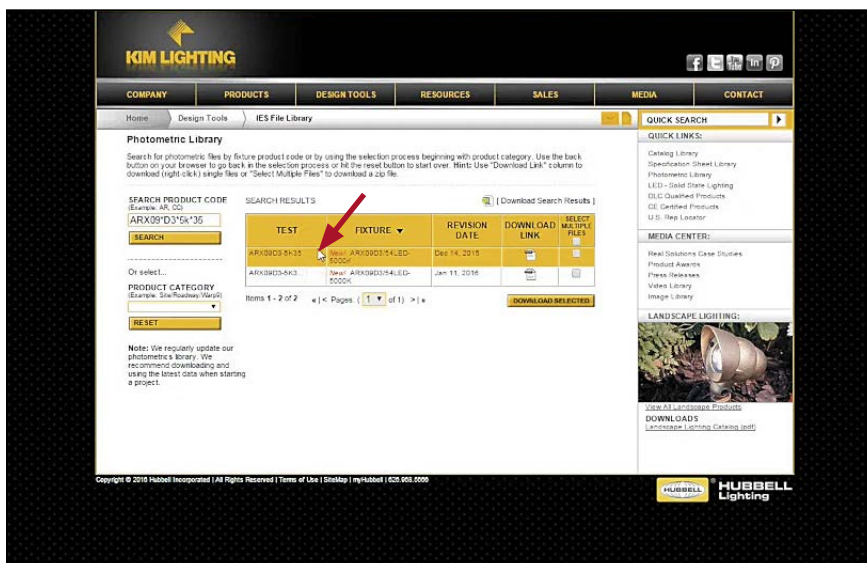 KIM LIGHTING
COMPANY PRODUCTS DESIGN TOOLS RESOURCES SALES MEDIA CONTACT
Home Design Tools IES File Library
Photometric Library
Search for photometric files by fixture product code or by using the selection process beginning with product category. Use the back
button on your browser to go back in the selection process or hit the reset button to start over. Hint: Use "Download Link" column to
download (right-click) single files or "Select Multiple Files" to download a zip file.
SEARCH PRODUCT CODE
(Example: AR, CC)
ARX09*D3*5k*35
SEARCH
Or select...
PRODUCT CATEGORY
(Example: Site/Roadway/Warp9)
RESET
Note: We regularly update our
photometrics library. We
recommend downloading and
using the latest data when starting
a project.
SEARCH RESULTS [ Download Search Results ]
TEST FIXTURE REVISION DATE DOWNLOAD LINK SELECT MULTIPLE FILES
ARX09D3-5K35 New! ARX09D3/54LED-5000K Dec 14, 2015
ARX09D3-5K3... New! ARX09D3/54LED-5000K Jan 11, 2016
Items 1 - 2 of 2 « | < Pages: ( 1 of 1) > | »
DOWNLOAD SELECTED
QUICK SEARCH
QUICK LINKS:
Catalog Library
Specification Sheet Library
Photometric Library
LED - Solid State Lighting
DLC Qualified Products
CE Certified Products
U.S. Rep Locator
MEDIA CENTER:
Real Solutions Case Studies
Product Awards
Press Releases
Video Library
Image Library
LANDSCAPE LIGHTING:
View All Landscape Products
DOWNLOADS
Landscape Lighting Catalog (pdf)
Copyright © 2016 Hubbell Incorporated | All Rights Reserved | Terms of Use | SiteMap | myHubbell | 626.968.5666
HUBBELL
HUBBELL
Lighting